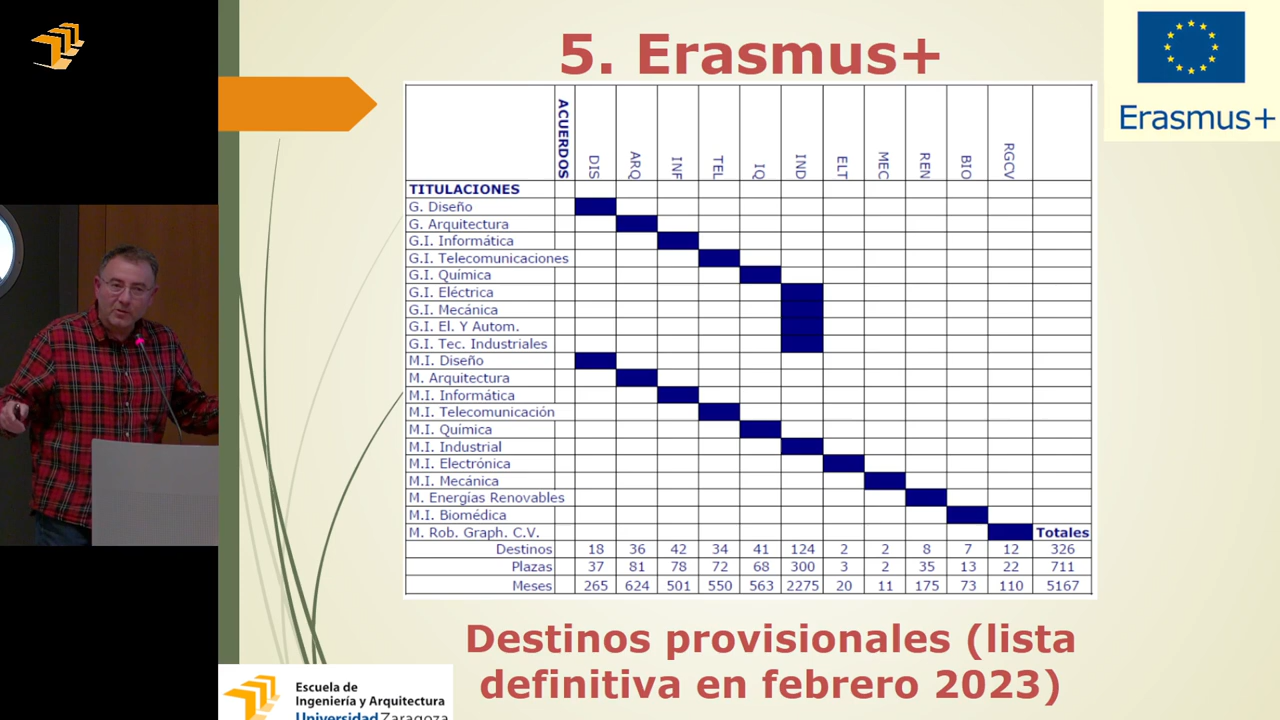 5. Erasmus+
Erasmus+
ACUERDOS DIS ARQ INF TEL IQ IND ELT MEC REN BIO RGCV
TITULACIONES
G. Diseño
G. Arquitectura
G.I. Informática
G.I. Telecomunicaciones
G.I. Química
G.I. Eléctrica
G.I. Mecánica
G.I. El. Y Autom.
G.I. Tec. Industriales
M.I. Diseño
M. Arquitectura
M.I. Informática
M.I. Telecomunicación
M.I. Química
M.I. Industrial
M.I. Electrónica
M.I. Mecánica
M. Energías Renovables
M.I. Biomédica
M. Rob. Graph. C.V. Totales
Destinos 18 36 42 34 41 124 2 2 8 7 12 326
Plazas 37 81 78 72 68 300 3 2 35 13 22 711
Meses 265 624 501 550 563 2275 20 11 175 73 110 5167
Destinos provisionales (lista
definitiva en febrero 2023)
Escuela de
Ingeniería y Arquitectura
Universidad Zaragoza